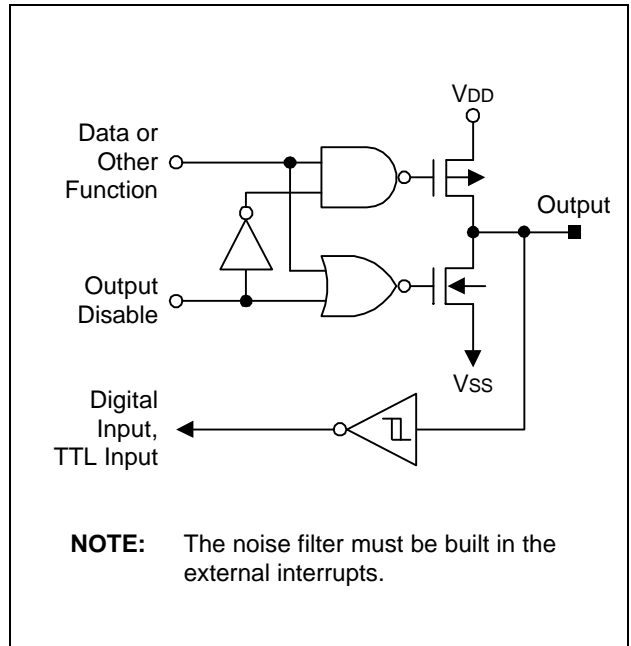 VDD
Data or
Other
Function
Output
Output
Disable
VSS
Digital
Input,
TTL Input
NOTE: The noise filter must be built in the
external interrupts.